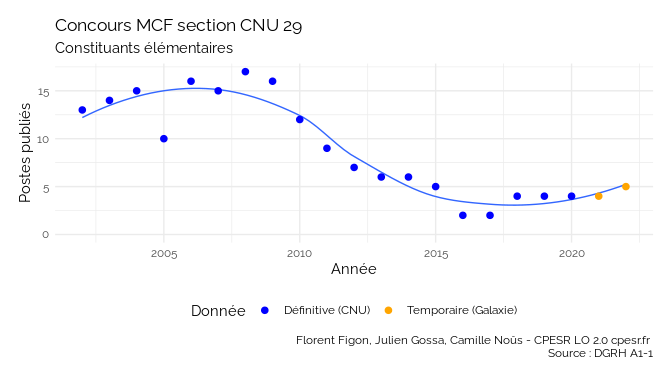 Concours MCF section CNU 29
Constituants élémentaires
Postes publiés
15
10
5
0
2005
2010
2015
2020
Année
Donnée
Définitive (CNU)
Temporaire (Galaxie)
Florent Figon, Julien Gossa, Camille Noûs - CPESR LO 2.0 cpesr.fr
Source : DGRH A1-1